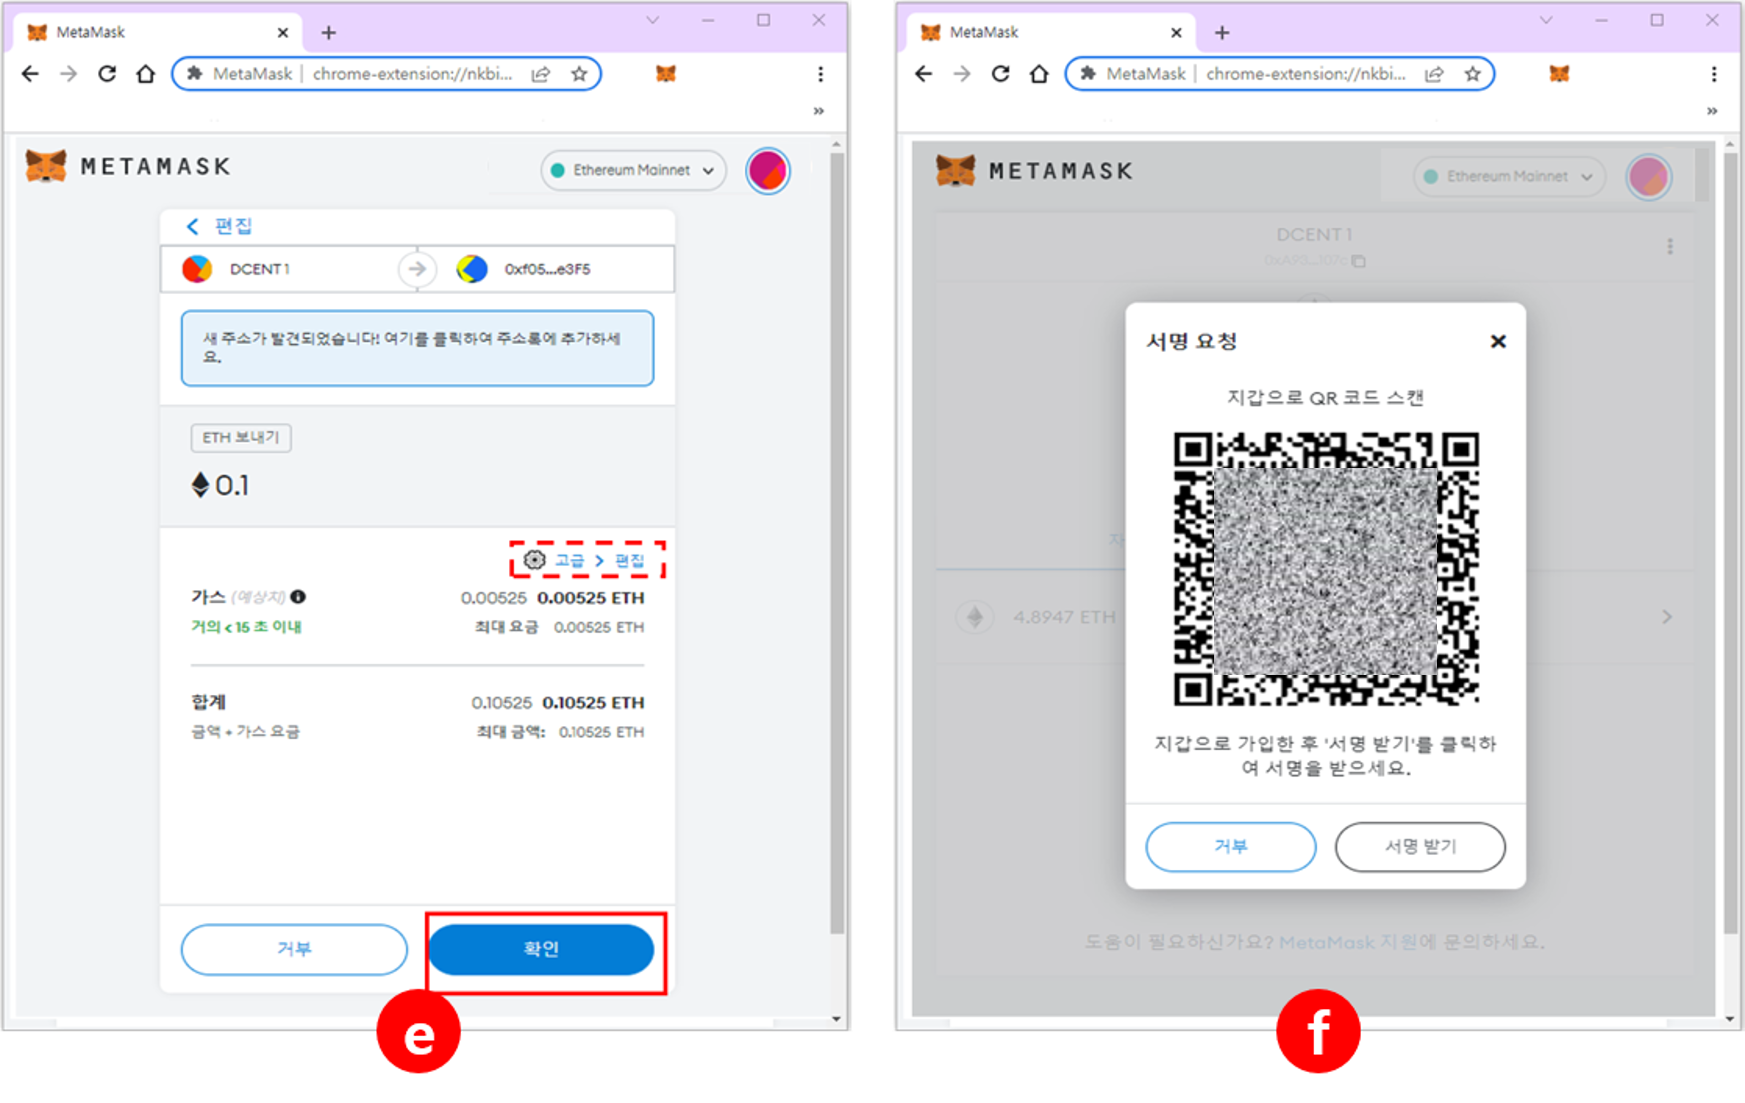 MetaMask
MetaMask | chrome-extension://nkbi...
METAMASK
Ethereum Mainnet
편집
DCENT 1
0xf05...e3F5
새 주소가 발견되었습니다! 여기를 클릭하여 주소록에 추가하세
요.
ETH 보내기
0.1
고급 > 편집
가스 (예상치) 0.00525 0.00525 ETH
거의 < 15 초 이내 최대 요금 0.00525 ETH
합계 0.10525 0.10525 ETH
금액 + 가스 요금 최대 금액: 0.10525 ETH
거부
확인
e
MetaMask
MetaMask | chrome-extension://nkbi...
METAMASK
Ethereum Mainnet
DCENT 1
0xA90...107c
자
4.8947 ETH
서명 요청
지갑으로 QR 코드 스캔
지갑으로 가입한 후 '서명 받기'를 클릭하
여 서명을 받으세요.
거부
서명 받기
도움이 필요하신가요? MetaMask 지원에 문의하세요.
f